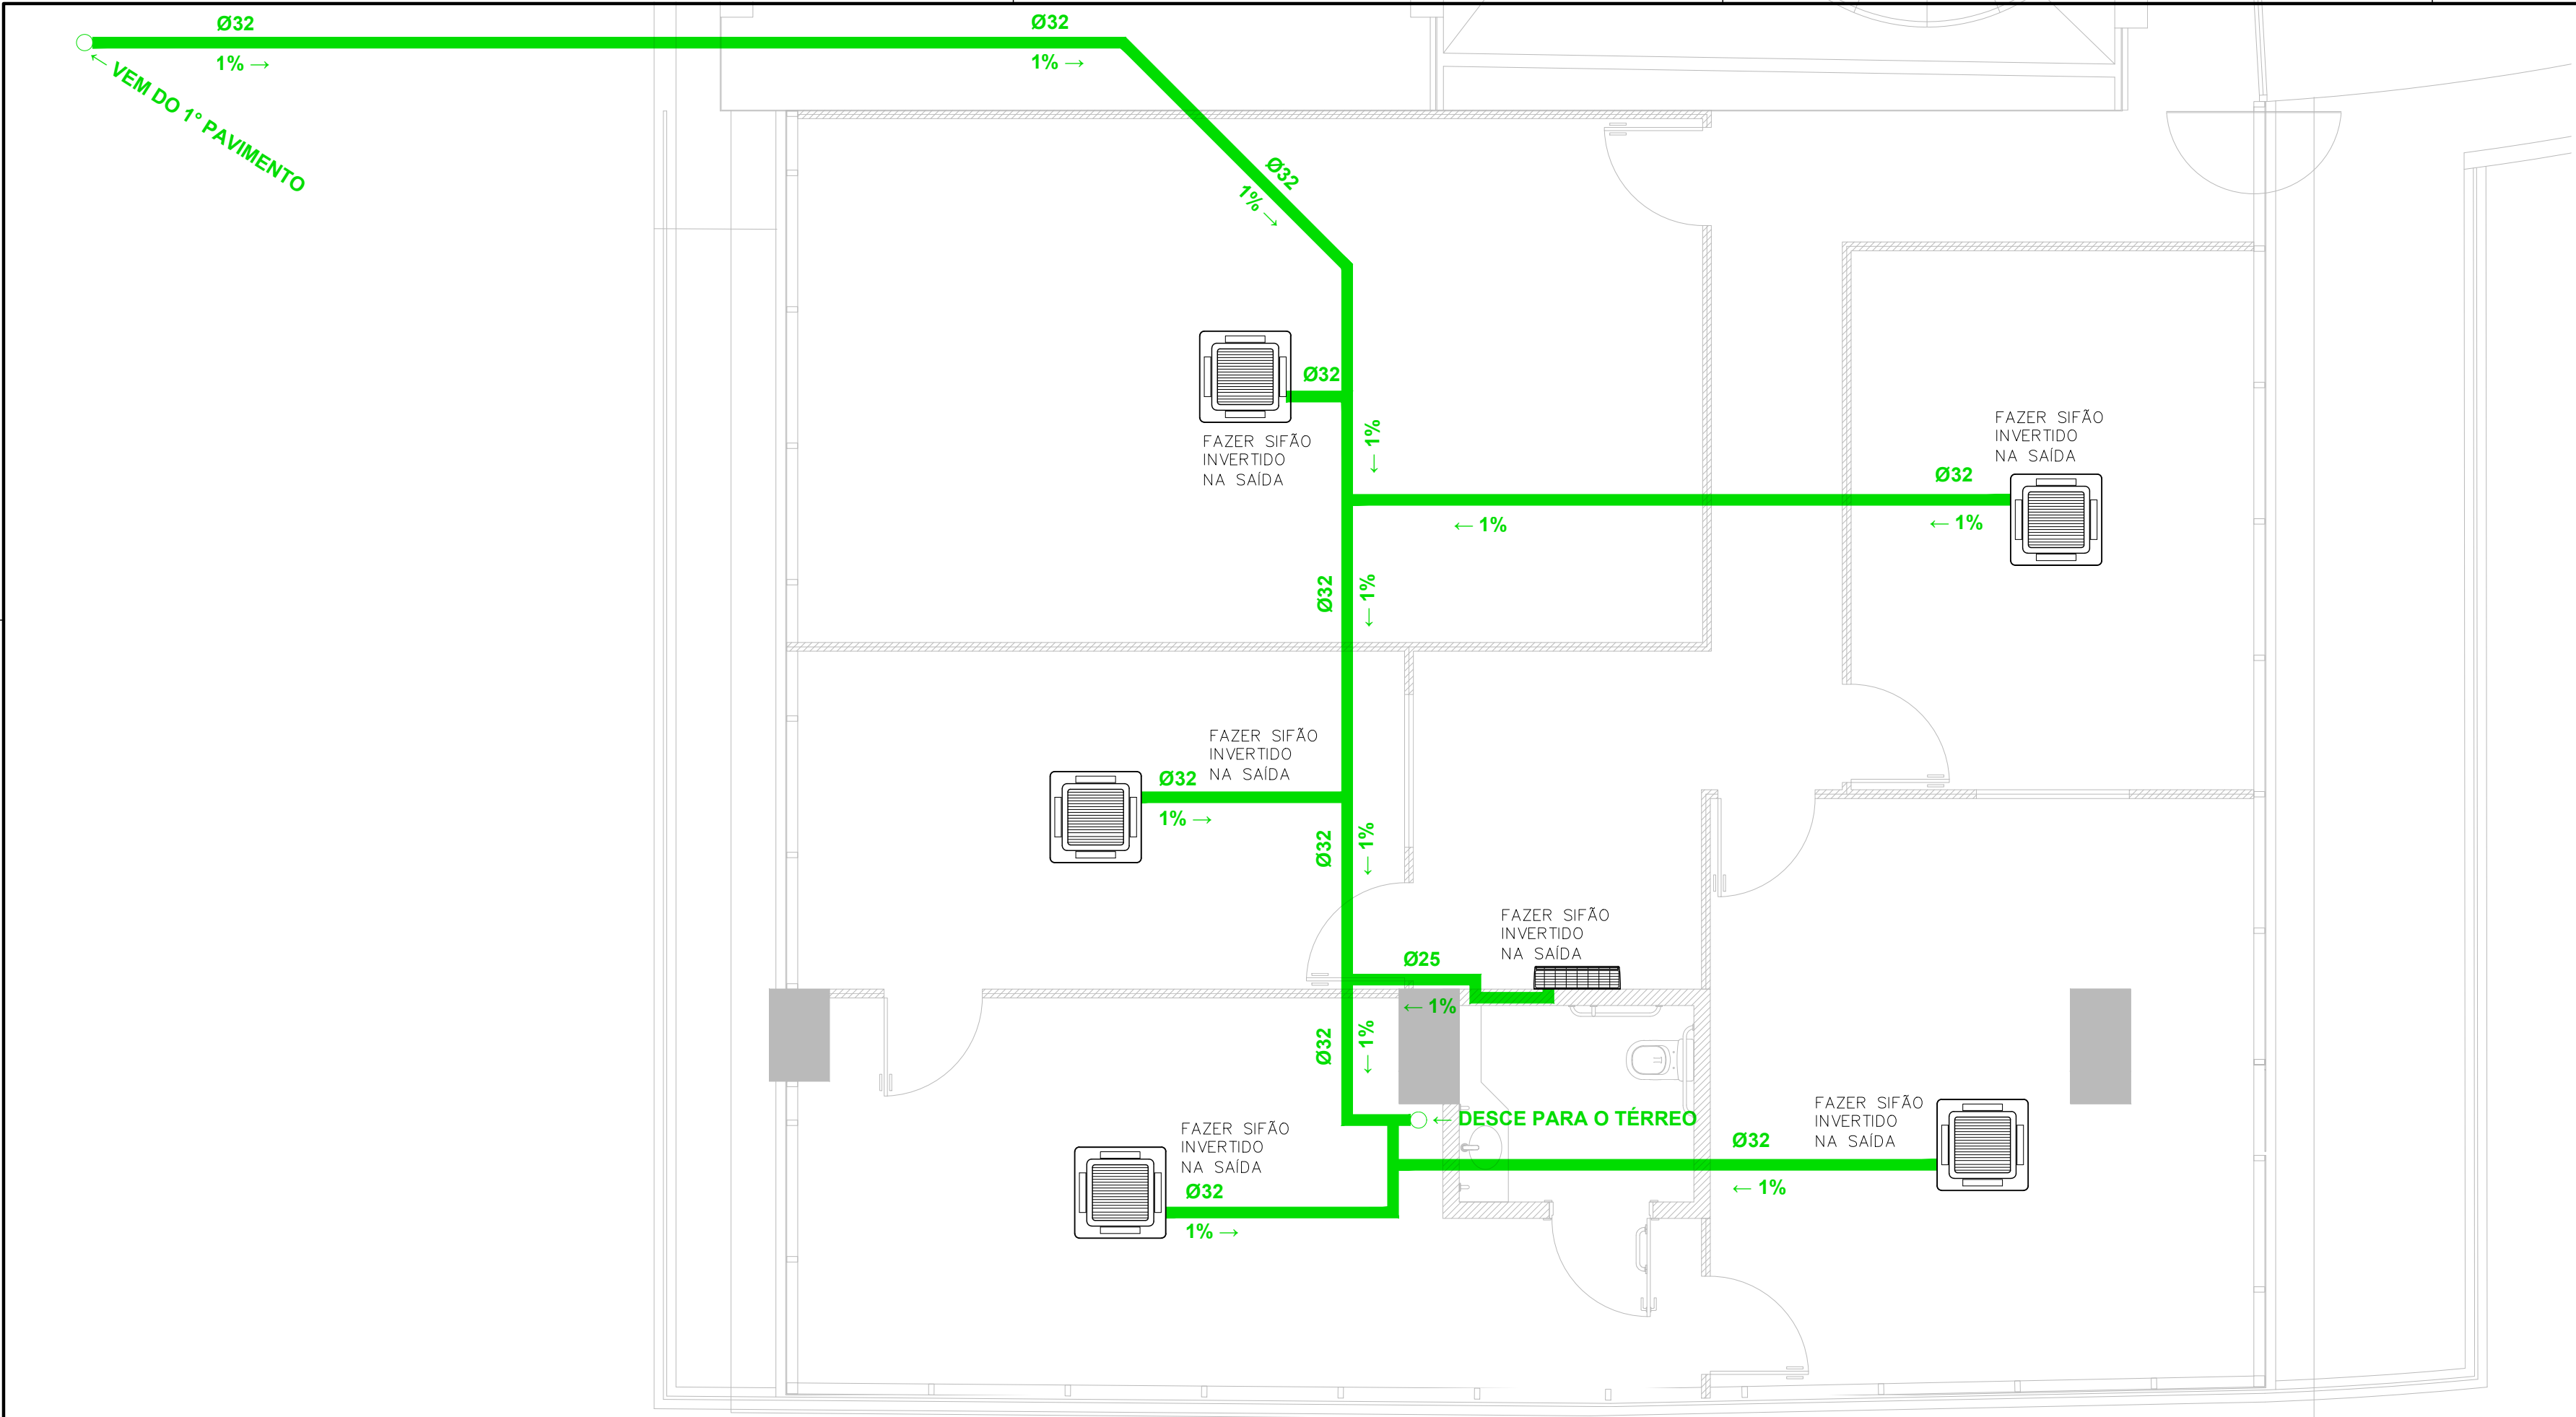 Ø32
Ø32
1% →
1% →
← VEM DO 1° PAVIMENTO
Ø32
1% →
Ø32
FAZER SIFÃO
INVERTIDO
NA SAÍDA
← 1%
FAZER SIFÃO
INVERTIDO
NA SAÍDA
Ø32
← 1%
← 1%
Ø32
← 1%
FAZER SIFÃO
INVERTIDO
NA SAÍDA
Ø32
1% →
Ø32
← 1%
FAZER SIFÃO
INVERTIDO
NA SAÍDA
Ø25
← 1%
Ø32
← 1%
← DESCE PARA O TÉRREO
FAZER SIFÃO
INVERTIDO
NA SAÍDA
Ø32
← 1%
FAZER SIFÃO
INVERTIDO
NA SAÍDA
Ø32
1% →